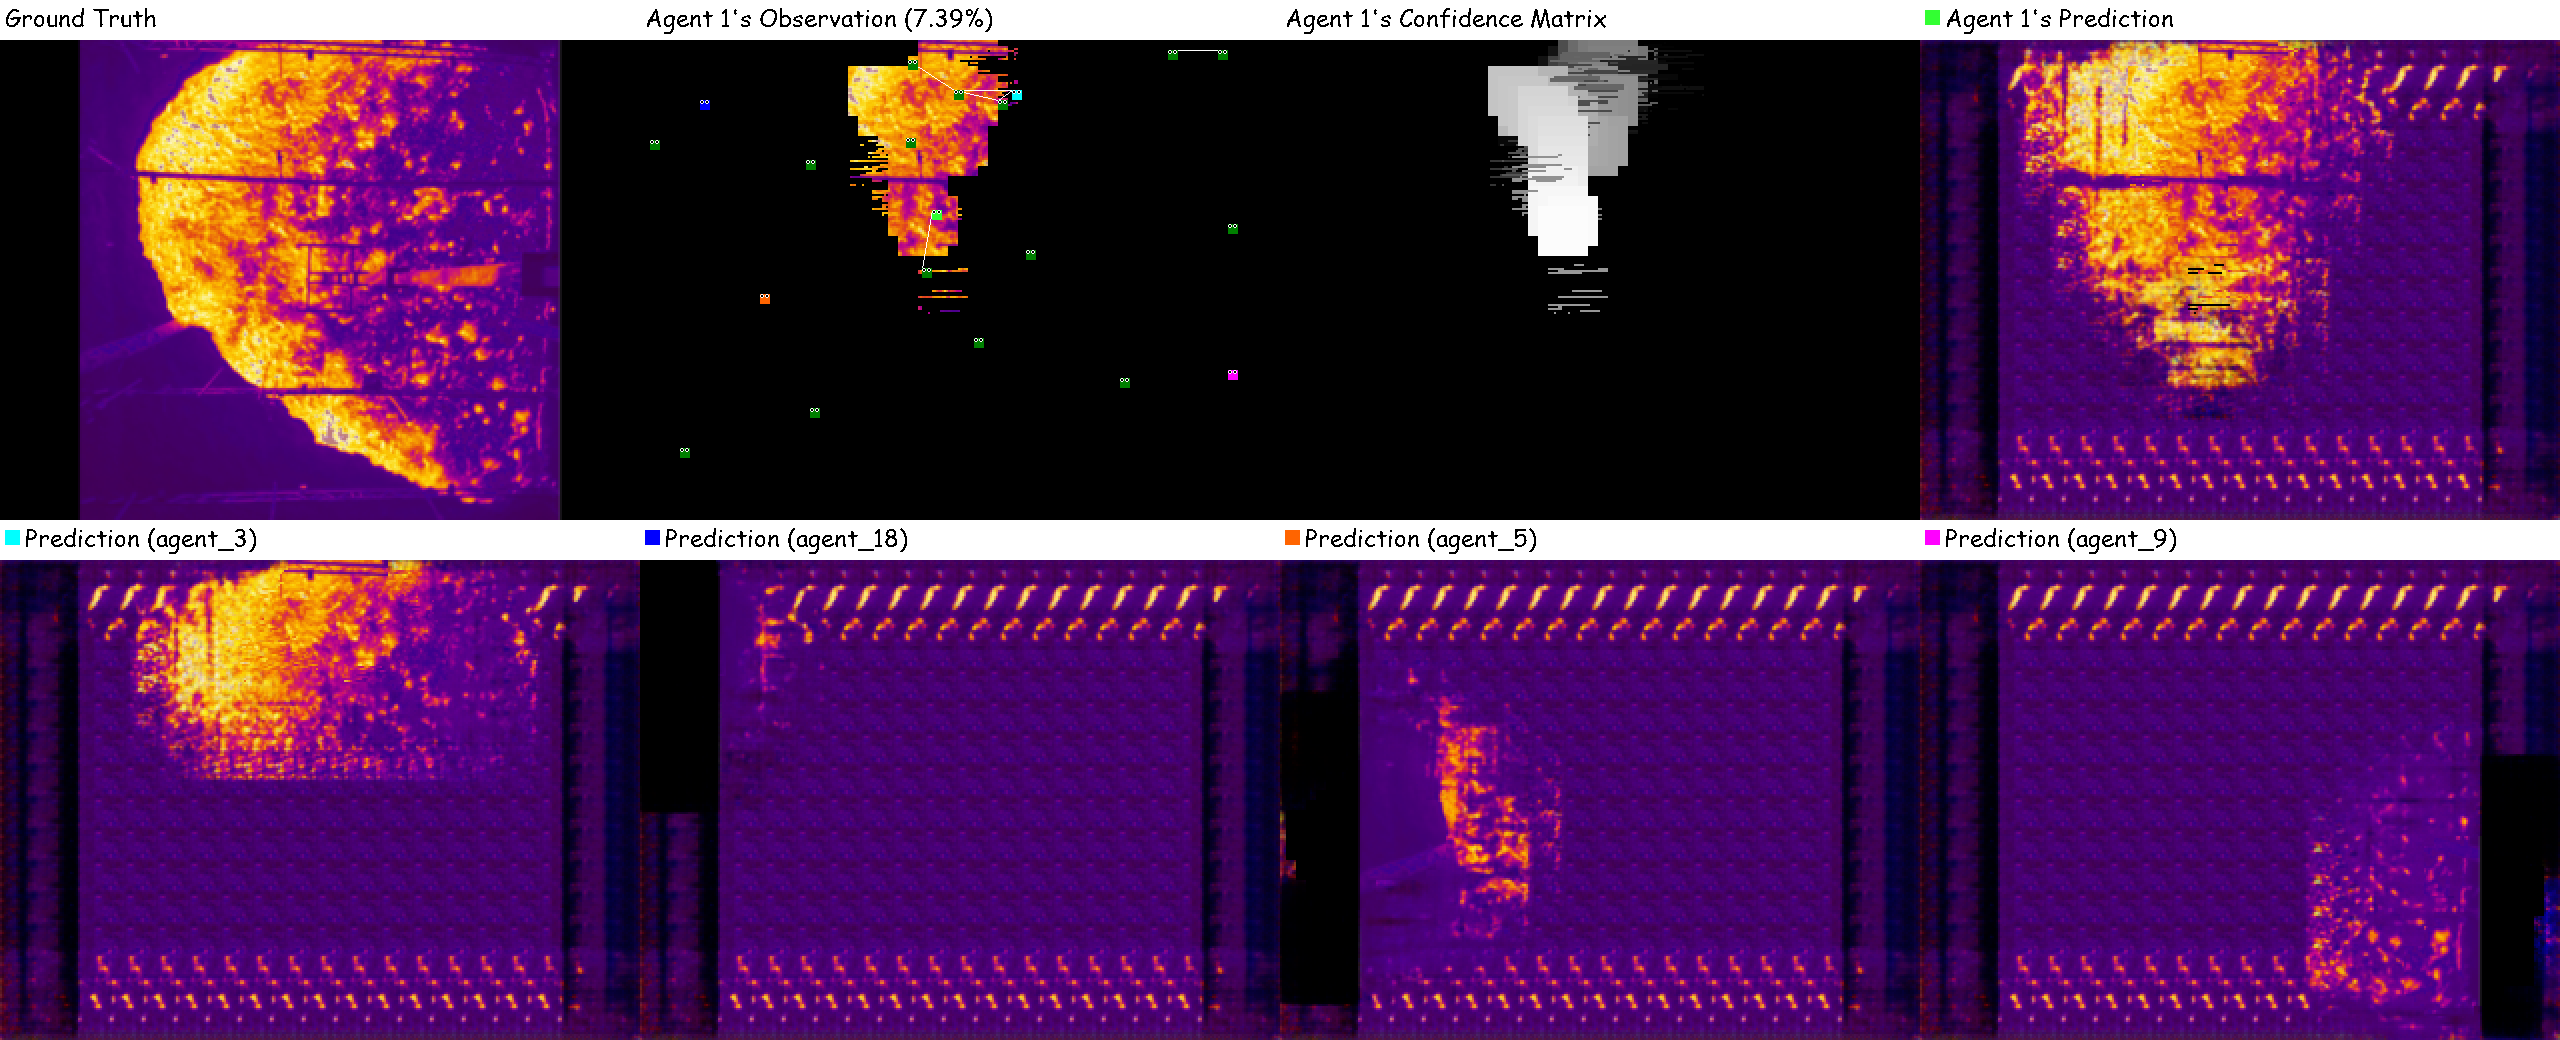 Ground Truth
Agent 1's Observation (7.39%)
Agent 1's Confidence Matrix
Agent 1's Prediction
Prediction (agent_3)
Prediction (agent_18)
Prediction (agent_5)
Prediction (agent_9)